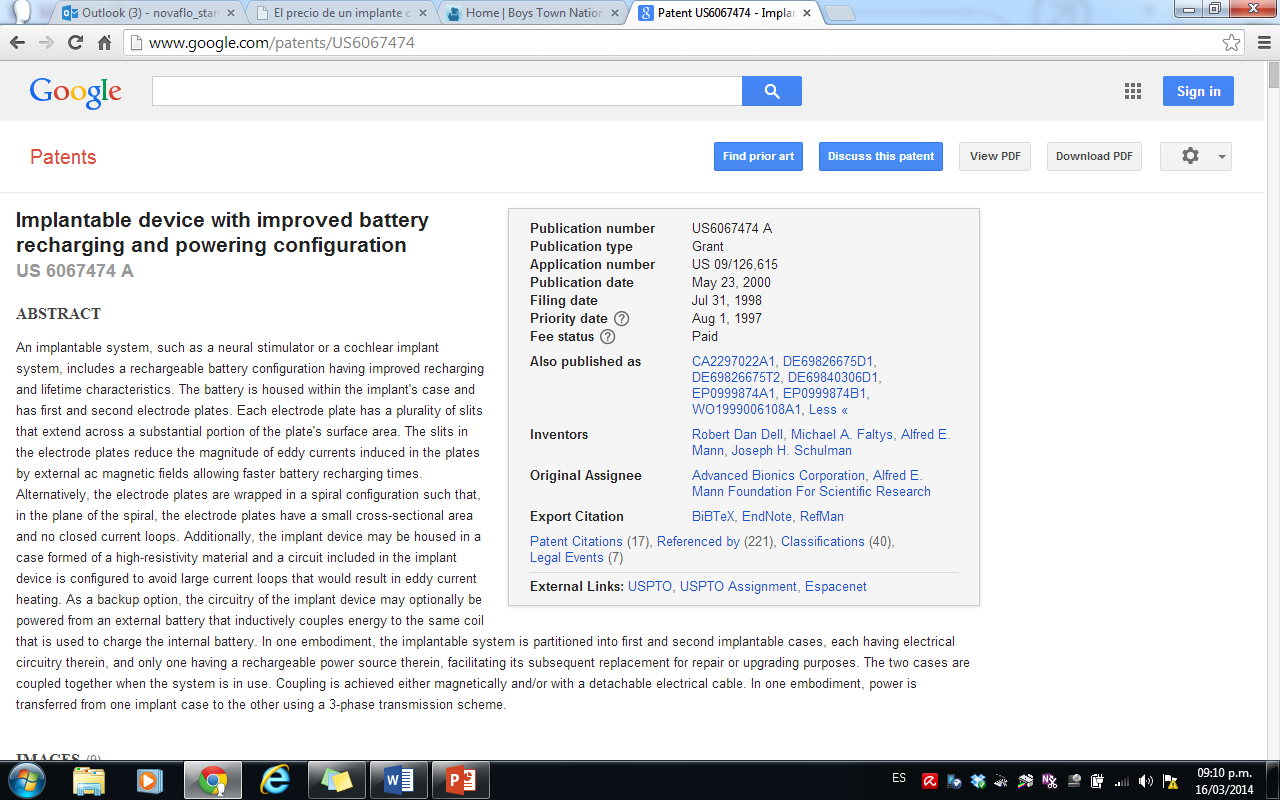 Outlook (3) - novaflo_star
El precio de un implante c
Home | Boys Town Nation
Patent US6067474 - Impla
www.google.com/patents/US6067474
Google
Sign in
Patents
Find prior art
Discuss this patent
View PDF
Download PDF
Implantable device with improved battery
recharging and powering configuration
US 6067474 A
ABSTRACT
An implantable system, such as a neural stimulator or a cochlear implant
system, includes a rechargeable battery configuration having improved recharging
and lifetime characteristics. The battery is housed within the implant's case and
has first and second electrode plates. Each electrode plate has a plurality of slits
that extend across a substantial portion of the plate's surface area. The slits in
the electrode plates reduce the magnitude of eddy currents induced in the plates
by external ac magnetic fields allowing faster battery recharging times.
Alternatively, the electrode plates are wrapped in a spiral configuration such that,
in the plane of the spiral, the electrode plates have a small cross-sectional area
and no closed current loops. Additionally, the implant device may be housed in a
case formed of a high-resistivity material and a circuit included in the implant
device is configured to avoid large current loops that would result in eddy current
heating. As a backup option, the circuitry of the implant device may optionally be
powered from an external battery that inductively couples energy to the same coil
that is used to charge the internal battery. In one embodiment, the implantable system is partitioned into first and second implantable cases, each having electrical
circuitry therein, and only one having a rechargeable power source therein, facilitating its subsequent replacement for repair or upgrading purposes. The two cases are
coupled together when the system is in use. Coupling is achieved either magnetically and/or with a detachable electrical cable. In one embodiment, power is
transferred from one implant case to the other using a 3-phase transmission scheme.
Publication number US6067474 A
Publication type Grant
Application number US 09/126,615
Publication date May 23, 2000
Filing date Jul 31, 1998
Priority date ? Aug 1, 1997
Fee status ? Paid
Also published as CA2297022A1, DE69826675D1,
DE69826675T2, DE69840306D1,
EP0999874A1, EP0999874B1,
WO1999006108A1, Less «
Inventors Robert Dan Dell, Michael A. Faltys, Alfred E.
Mann, Joseph H. Schulman
Original Assignee Advanced Bionics Corporation, Alfred E.
Mann Foundation For Scientific Research
Export Citation BiBTeX, EndNote, RefMan
Patent Citations (17), Referenced by (221), Classifications (40),
Legal Events (7)
External Links: USPTO, USPTO Assignment, Espacenet
IMAGES (9)
ES
09:10 p.m.
16/03/2014